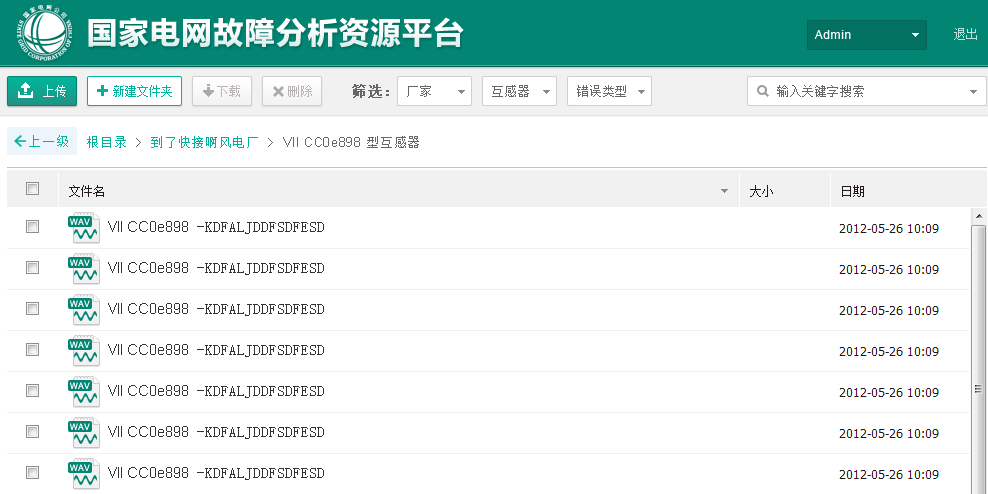 国家电网公司
STATE GRID CORPORATION OF CHINA
国家电网故障分析资源平台
Admin
退出
上传 新建文件夹 下载 删除 筛选： 厂家 互感器 错误类型 输入关键字搜索
上一级 根目录 > 到了快接啊风电厂 > VII CC0e898 型互感器
文件名 大小 日期
WAV VII CC0e898 -KDFALJDDFSDFESD 2012-05-26 10:09
WAV VII CC0e898 -KDFALJDDFSDFESD 2012-05-26 10:09
WAV VII CC0e898 -KDFALJDDFSDFESD 2012-05-26 10:09
WAV VII CC0e898 -KDFALJDDFSDFESD 2012-05-26 10:09
WAV VII CC0e898 -KDFALJDDFSDFESD 2012-05-26 10:09
WAV VII CC0e898 -KDFALJDDFSDFESD 2012-05-26 10:09
WAV VII CC0e898 -KDFALJDDFSDFESD 2012-05-26 10:09